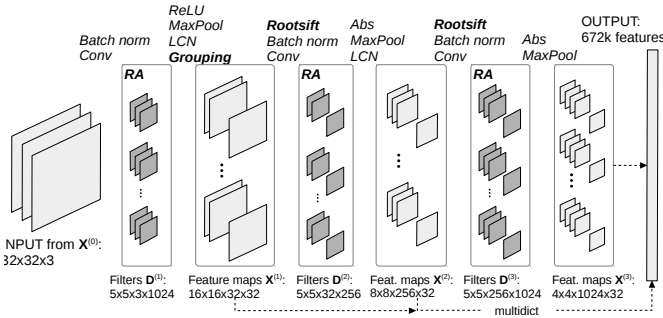 ReLU
MaxPool
LCN
Grouping
Batch norm
Conv
Rootsift
Batch norm
Conv
Abs
MaxPool
LCN
Rootsift
Batch norm
Conv
Abs
MaxPool
OUTPUT:
672k features
RA
RA
RA
INPUT from X(0):
32x32x3
Filters D(1):
5x5x3x1024
Feature maps X(1):
16x16x32x32
Filters D(2):
5x5x32x256
Feat. maps X(2):
8x8x256x32
Filters D(3):
5x5x256x1024
Feat. maps X(3):
4x4x1024x32
multidict